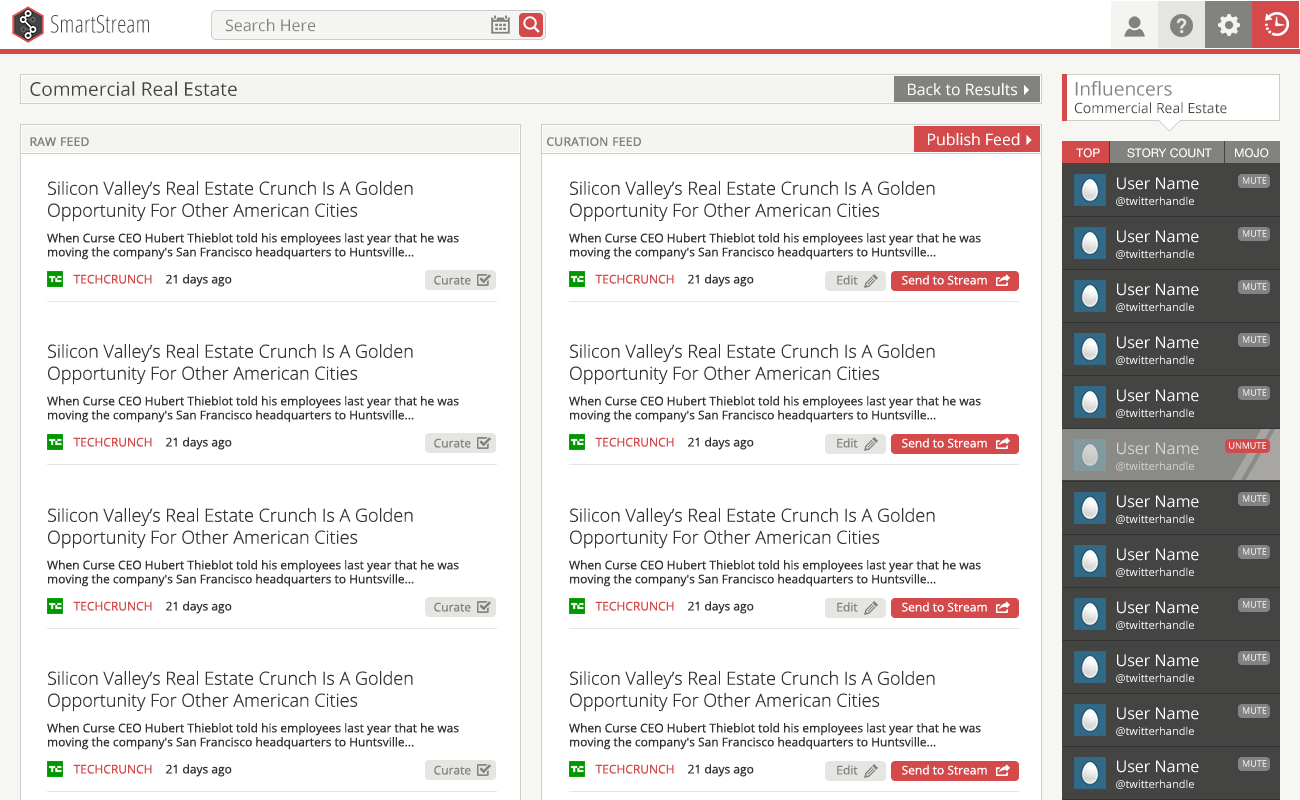 SmartStream
Search Here
?
Commercial Real Estate
Back to Results
RAW FEED
Silicon Valley’s Real Estate Crunch Is A Golden
Opportunity For Other American Cities
When Curse CEO Hubert Thieblot told his employees last year that he was
moving the company's San Francisco headquarters to Huntsville...
TC TECHCRUNCH 21 days ago Curate
Silicon Valley’s Real Estate Crunch Is A Golden
Opportunity For Other American Cities
When Curse CEO Hubert Thieblot told his employees last year that he was
moving the company's San Francisco headquarters to Huntsville...
TC TECHCRUNCH 21 days ago Curate
Silicon Valley’s Real Estate Crunch Is A Golden
Opportunity For Other American Cities
When Curse CEO Hubert Thieblot told his employees last year that he was
moving the company's San Francisco headquarters to Huntsville...
TC TECHCRUNCH 21 days ago Curate
Silicon Valley’s Real Estate Crunch Is A Golden
Opportunity For Other American Cities
When Curse CEO Hubert Thieblot told his employees last year that he was
moving the company's San Francisco headquarters to Huntsville...
TC TECHCRUNCH 21 days ago Curate
CURATION FEED
Publish Feed
Silicon Valley’s Real Estate Crunch Is A Golden
Opportunity For Other American Cities
When Curse CEO Hubert Thieblot told his employees last year that he was
moving the company's San Francisco headquarters to Huntsville...
TC TECHCRUNCH 21 days ago Edit Send to Stream
Silicon Valley’s Real Estate Crunch Is A Golden
Opportunity For Other American Cities
When Curse CEO Hubert Thieblot told his employees last year that he was
moving the company's San Francisco headquarters to Huntsville...
TC TECHCRUNCH 21 days ago Edit Send to Stream
Silicon Valley’s Real Estate Crunch Is A Golden
Opportunity For Other American Cities
When Curse CEO Hubert Thieblot told his employees last year that he was
moving the company's San Francisco headquarters to Huntsville...
TC TECHCRUNCH 21 days ago Edit Send to Stream
Silicon Valley’s Real Estate Crunch Is A Golden
Opportunity For Other American Cities
When Curse CEO Hubert Thieblot told his employees last year that he was
moving the company's San Francisco headquarters to Huntsville...
TC TECHCRUNCH 21 days ago Edit Send to Stream
Influencers
Commercial Real Estate
TOP STORY COUNT MOJO
User Name MUTE
@twitterhandle
User Name MUTE
@twitterhandle
User Name MUTE
@twitterhandle
User Name MUTE
@twitterhandle
User Name MUTE
@twitterhandle
User Name UNMUTE
@twitterhandle
User Name MUTE
@twitterhandle
User Name MUTE
@twitterhandle
User Name MUTE
@twitterhandle
User Name MUTE
@twitterhandle
User Name MUTE
@twitterhandle
User Name MUTE
@twitterhandle